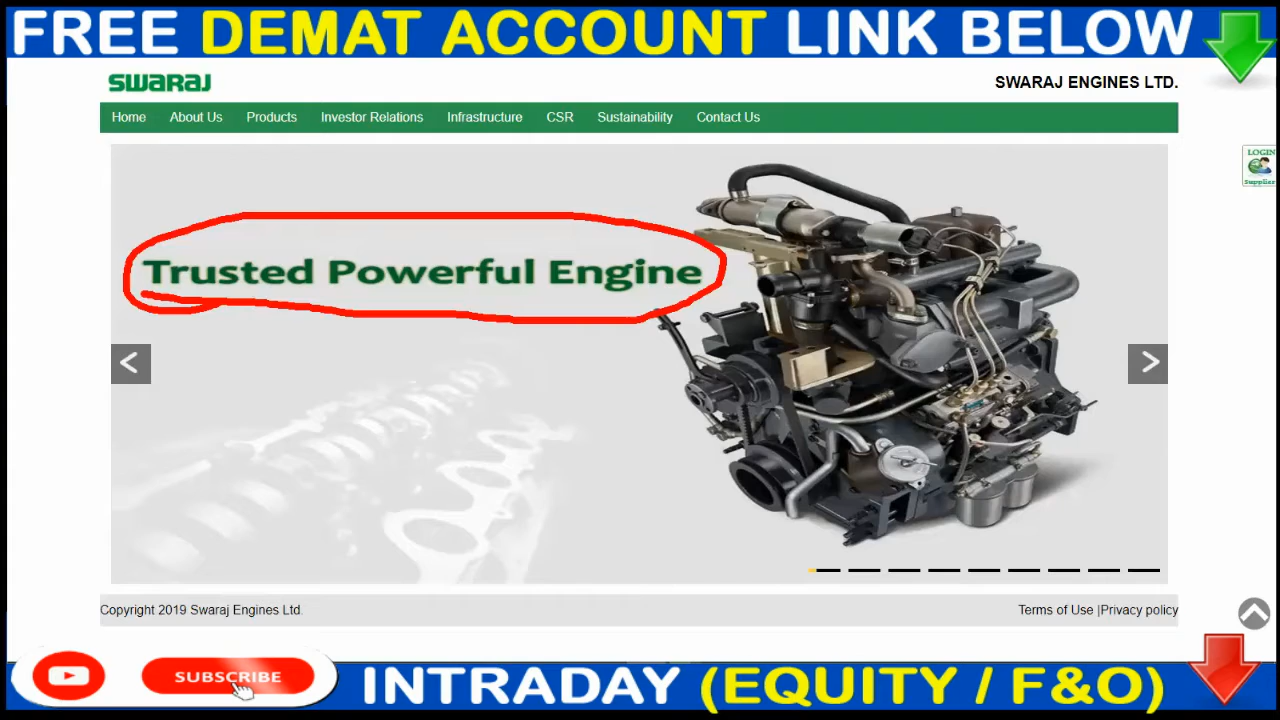 FREE DEMAT ACCOUNT LINK BELOW
SWARAJ
SWARAJ ENGINES LTD.
Home About Us Products Investor Relations Infrastructure CSR Sustainability Contact Us
LOGIN
Supplier
Trusted Powerful Engine
Copyright 2019 Swaraj Engines Ltd.
Terms of Use |Privacy policy
SUBSCRIBE
INTRADAY (EQUITY / F&O)